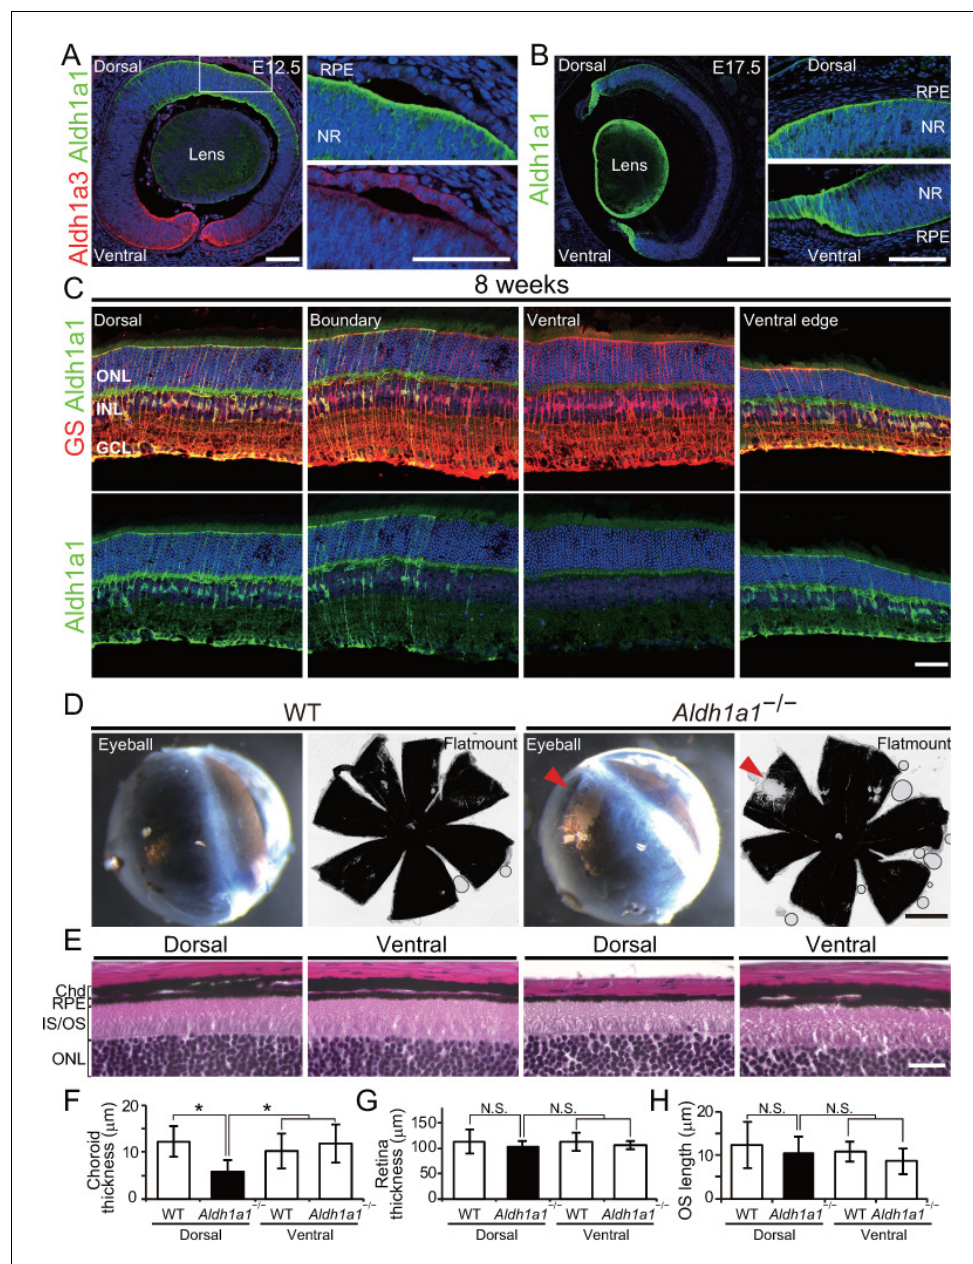 A
Aldh1a3 Aldh1a1
Dorsal
E12.5
Lens
Ventral
RPE
NR
B
Aldh1a1
Dorsal
E17.5
Lens
Ventral
Dorsal
RPE
NR
NR
RPE
Ventral
C
8 weeks
GS Aldh1a1
Dorsal
Boundary
Ventral
Ventral edge
ONL
INL
GCL
Aldh1a1
D
WT
Aldh1a1−/−
Eyeball
Flatmount
Eyeball
Flatmount
E
Dorsal
Ventral
Dorsal
Ventral
Chd
RPE
IS/OS
ONL
F
Choroid
thickness (μm)
20
10
0
*
*
WT
Aldh1a1−/−
WT
Aldh1a1−/−
Dorsal
Ventral
G
Retina
thickness (μm)
150
100
50
0
N.S.
N.S.
WT
Aldh1a1−/−
WT
Aldh1a1−/−
Dorsal
Ventral
H
OS length (μm)
20
15
10
5
0
N.S.
N.S.
WT
Aldh1a1−/−
WT
Aldh1a1−/−
Dorsal
Ventral